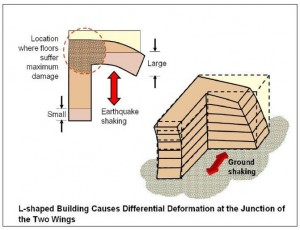 Location
where floors
suffer
maximum
damage
Large
Small
Earthquake
shaking
Ground
shaking
L-shaped Building Causes Differential Deformation at the Junction of
the Two Wings